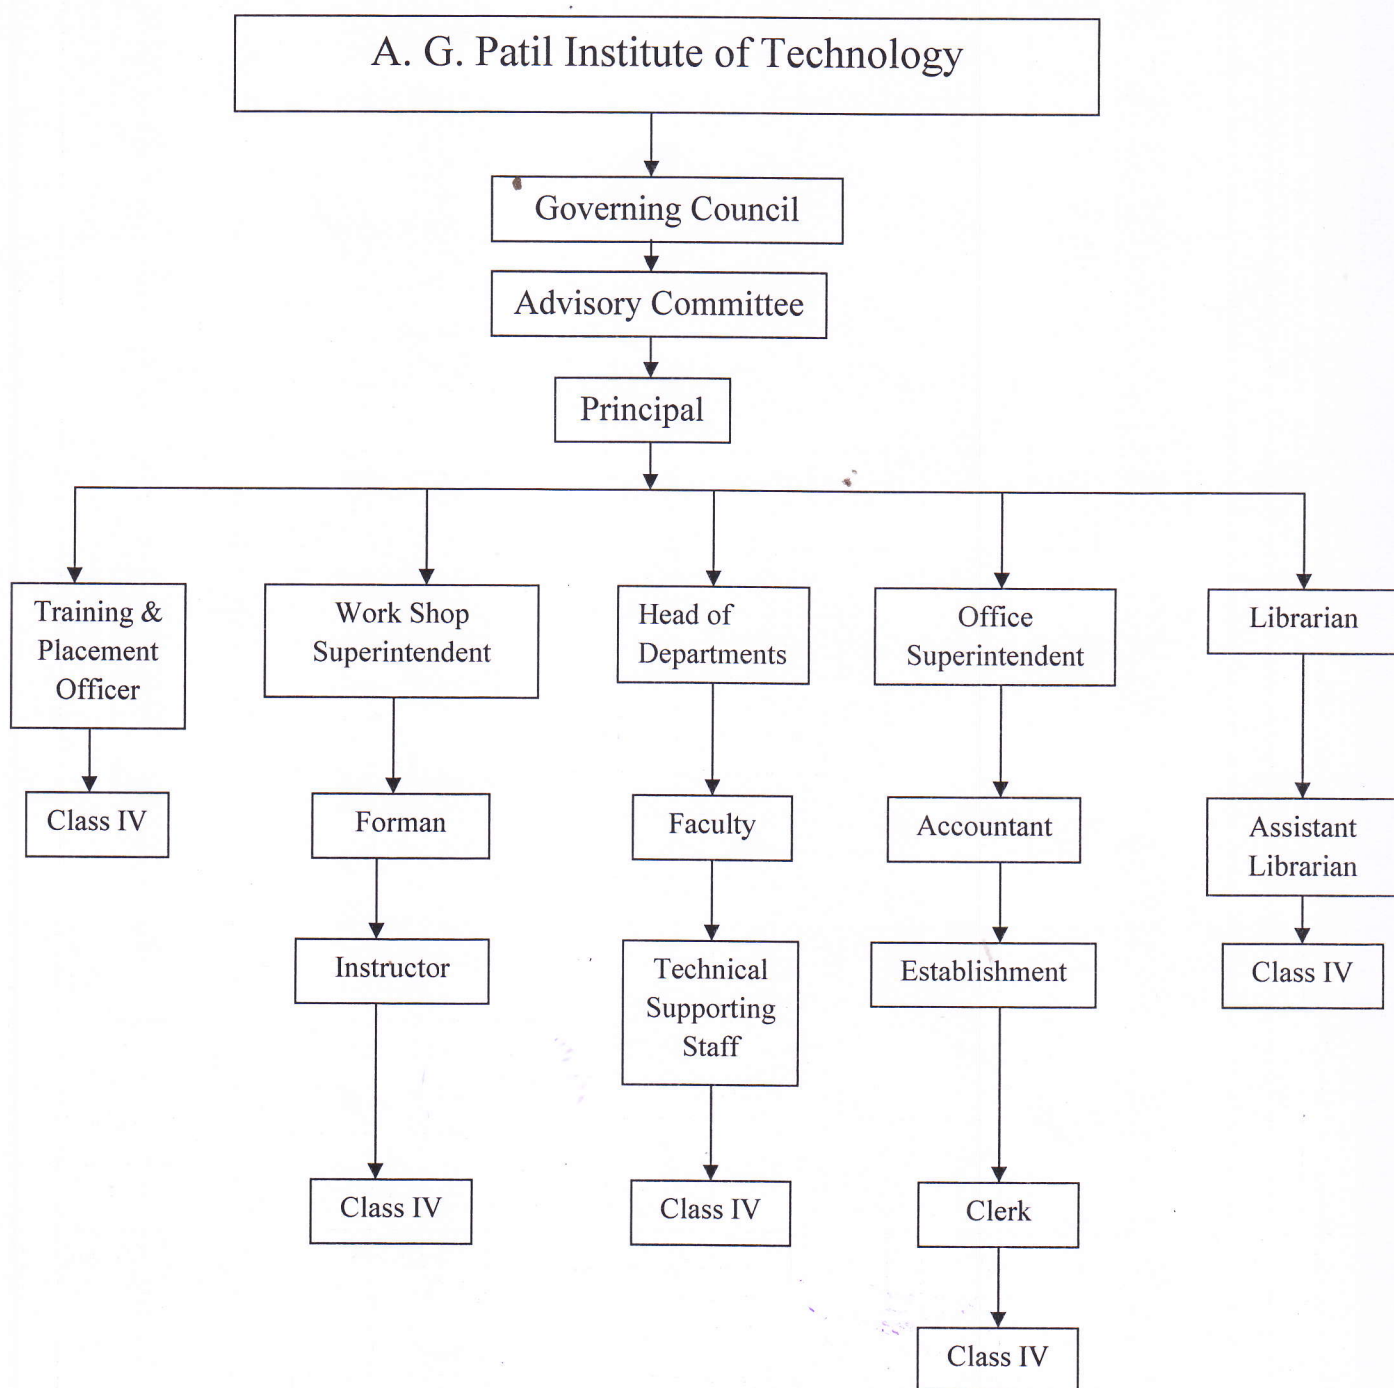 A. G. Patil Institute of Technology
Governing Council
Advisory Committee
Principal
Training &
Placement
Officer
Work Shop
Superintendent
Head of
Departments
Office
Superintendent
Librarian
Class IV
Forman
Faculty
Accountant
Assistant
Librarian
Instructor
Technical
Supporting
Staff
Establishment
Class IV
Class IV
Class IV
Clerk
Class IV